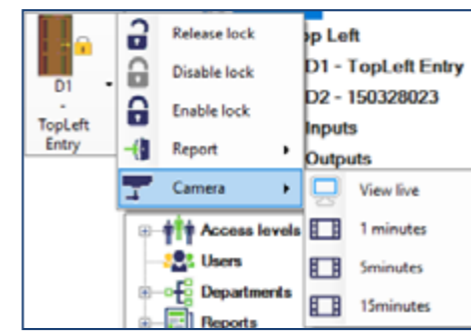 Release lock
op Left
Disable lock
D1 - TopLeft Entry
D1
-
TopLeft
Entry
Enable lock
D2 - 150328023
Inputs
Report
Outputs
Camera
View live
Access levels
1 minutes
Users
5minutes
Departments
15minutes
Reports